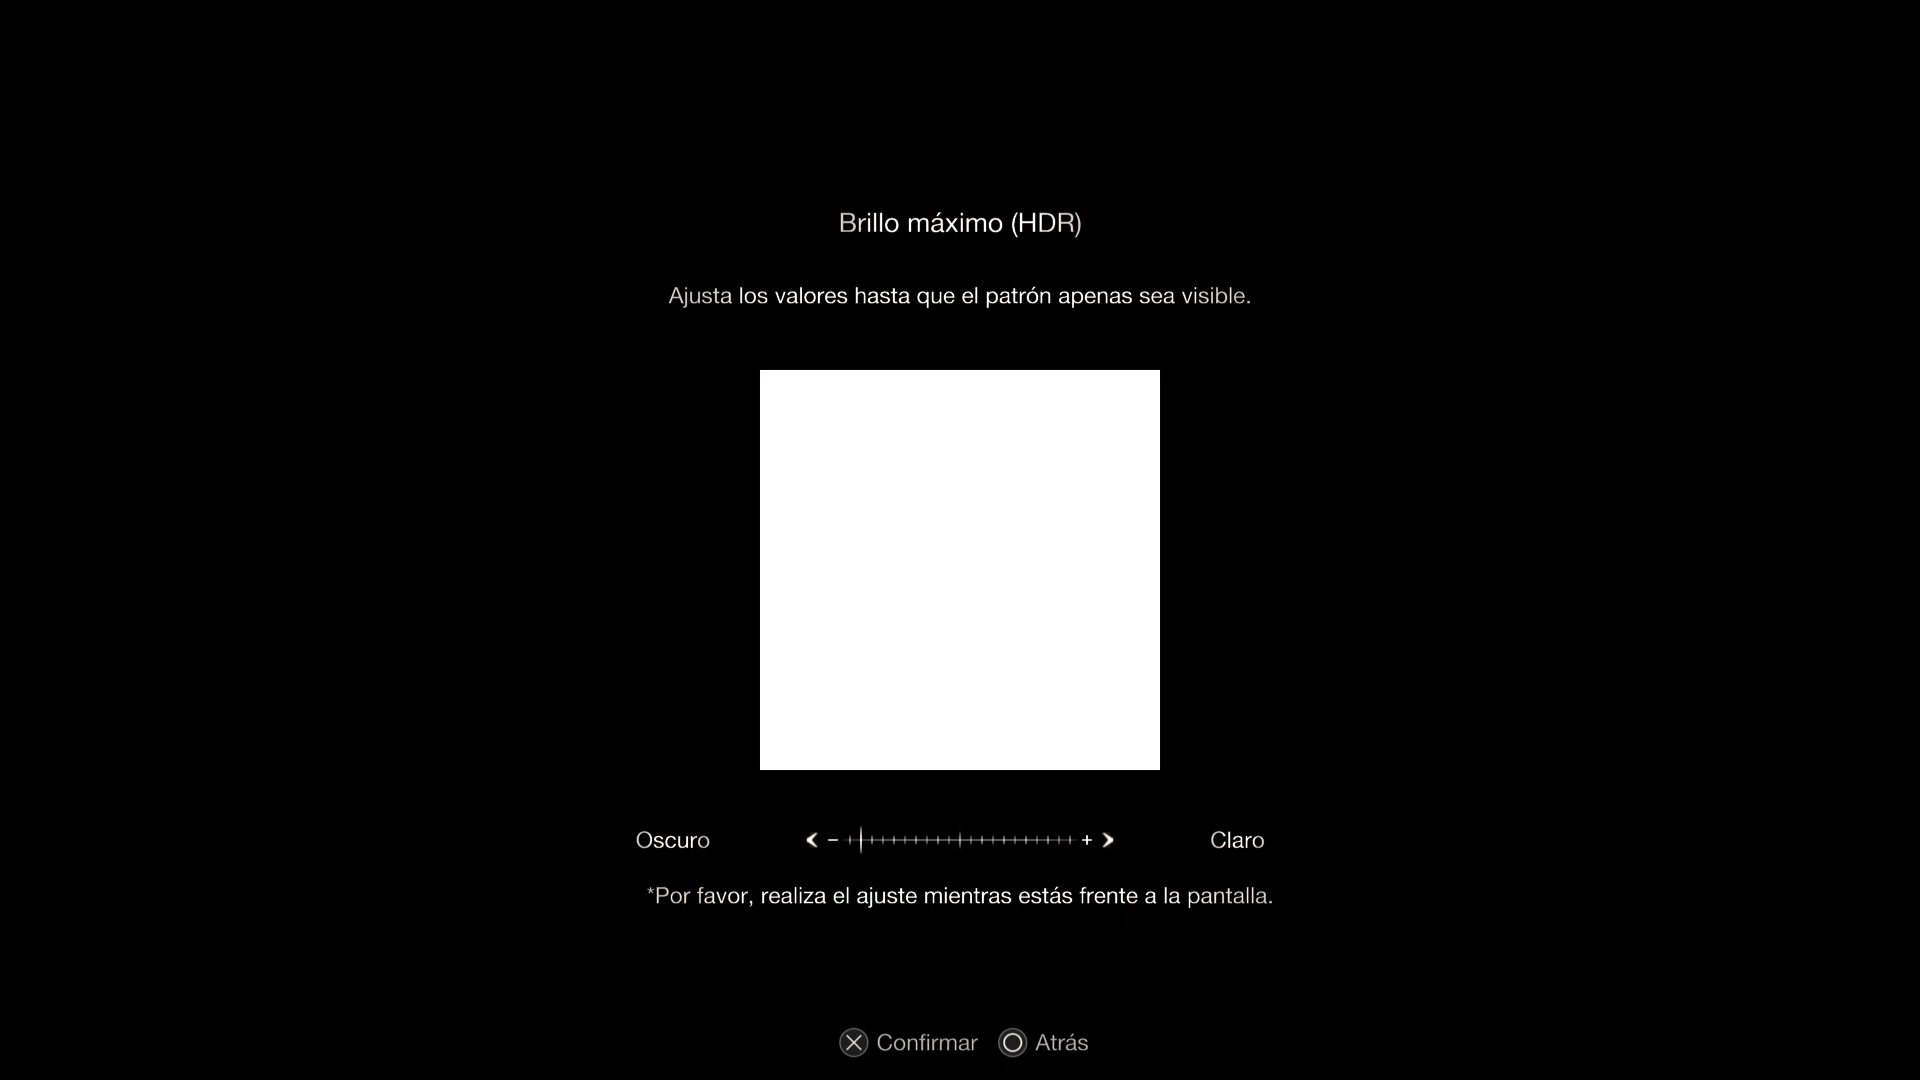 Brillo máximo (HDR)
Ajusta los valores hasta que el patrón apenas sea visible.
Oscuro - + Claro
*Por favor, realiza el ajuste mientras estás frente a la pantalla.
Confirmar Atrás